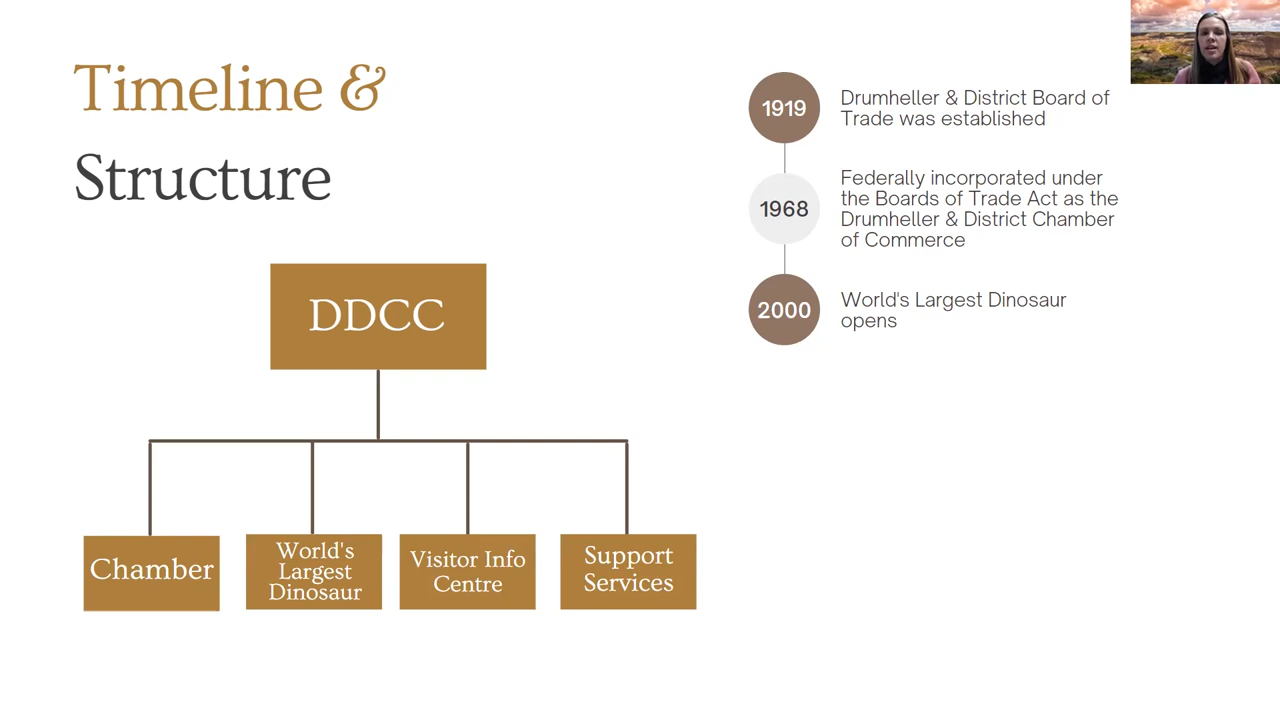 Timeline &
Structure
DDCC
Chamber
World's
Largest
Dinosaur
Visitor Info
Centre
Support
Services
1919
Drumheller & District Board of
Trade was established
1968
Federally incorporated under
the Boards of Trade Act as the
Drumheller & District Chamber
of Commerce
2000
World's Largest Dinosaur
opens